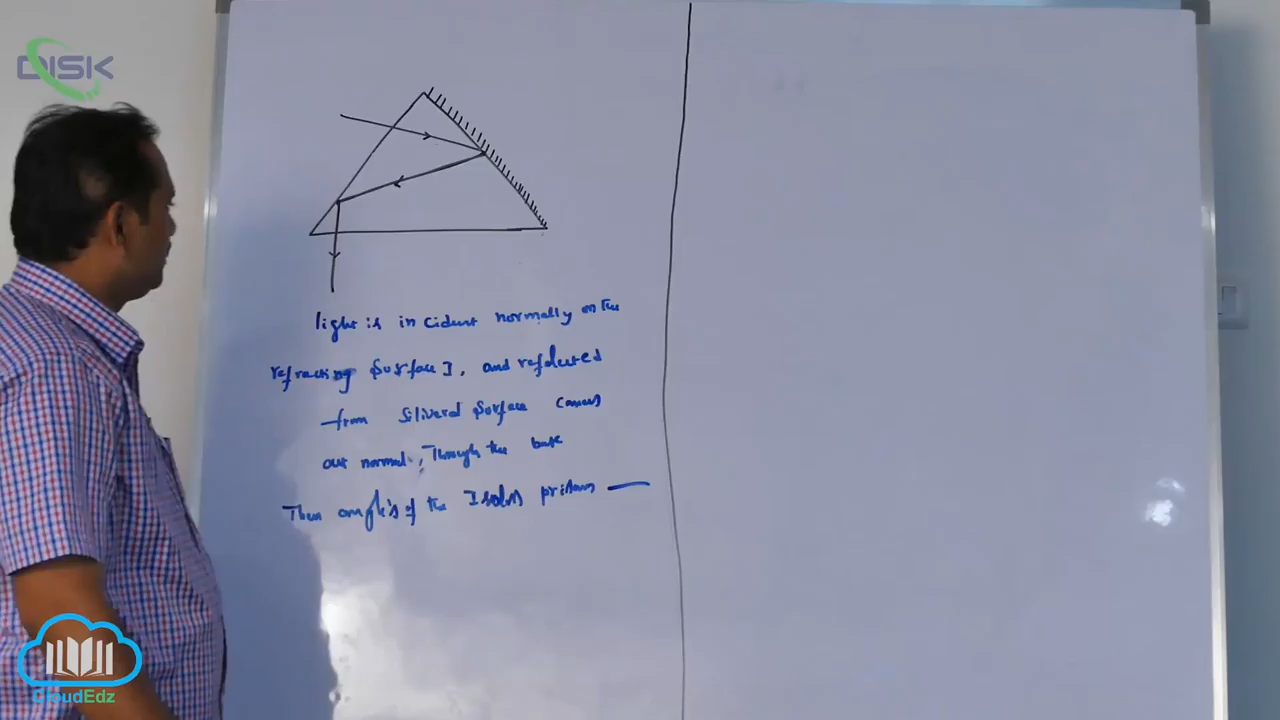 DISK
light is incident normally on the
refracting surface I, and reflected
from Silvered surface comes
out normal, Through the base
Then angle's of the Isoles prism —
CloudEdz